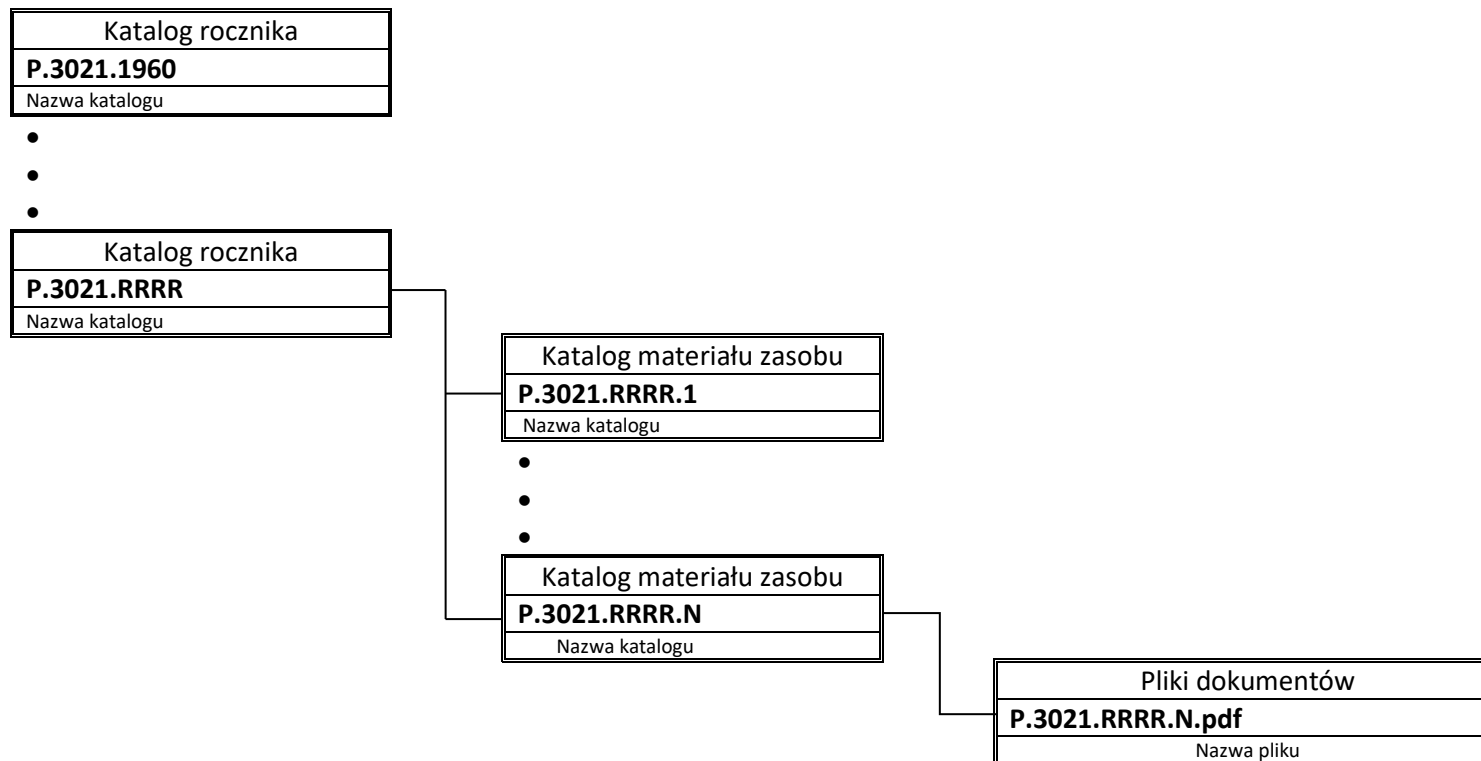 Katalog rocznika
P.3021.1960
Nazwa katalogu
•
•
•
Katalog rocznika
P.3021.RRRR
Nazwa katalogu
Katalog materiału zasobu
P.3021.RRRR.1
Nazwa katalogu
•
•
•
Katalog materiału zasobu
P.3021.RRRR.N
Nazwa katalogu
Pliki dokumentów
P.3021.RRRR.N.pdf
Nazwa pliku